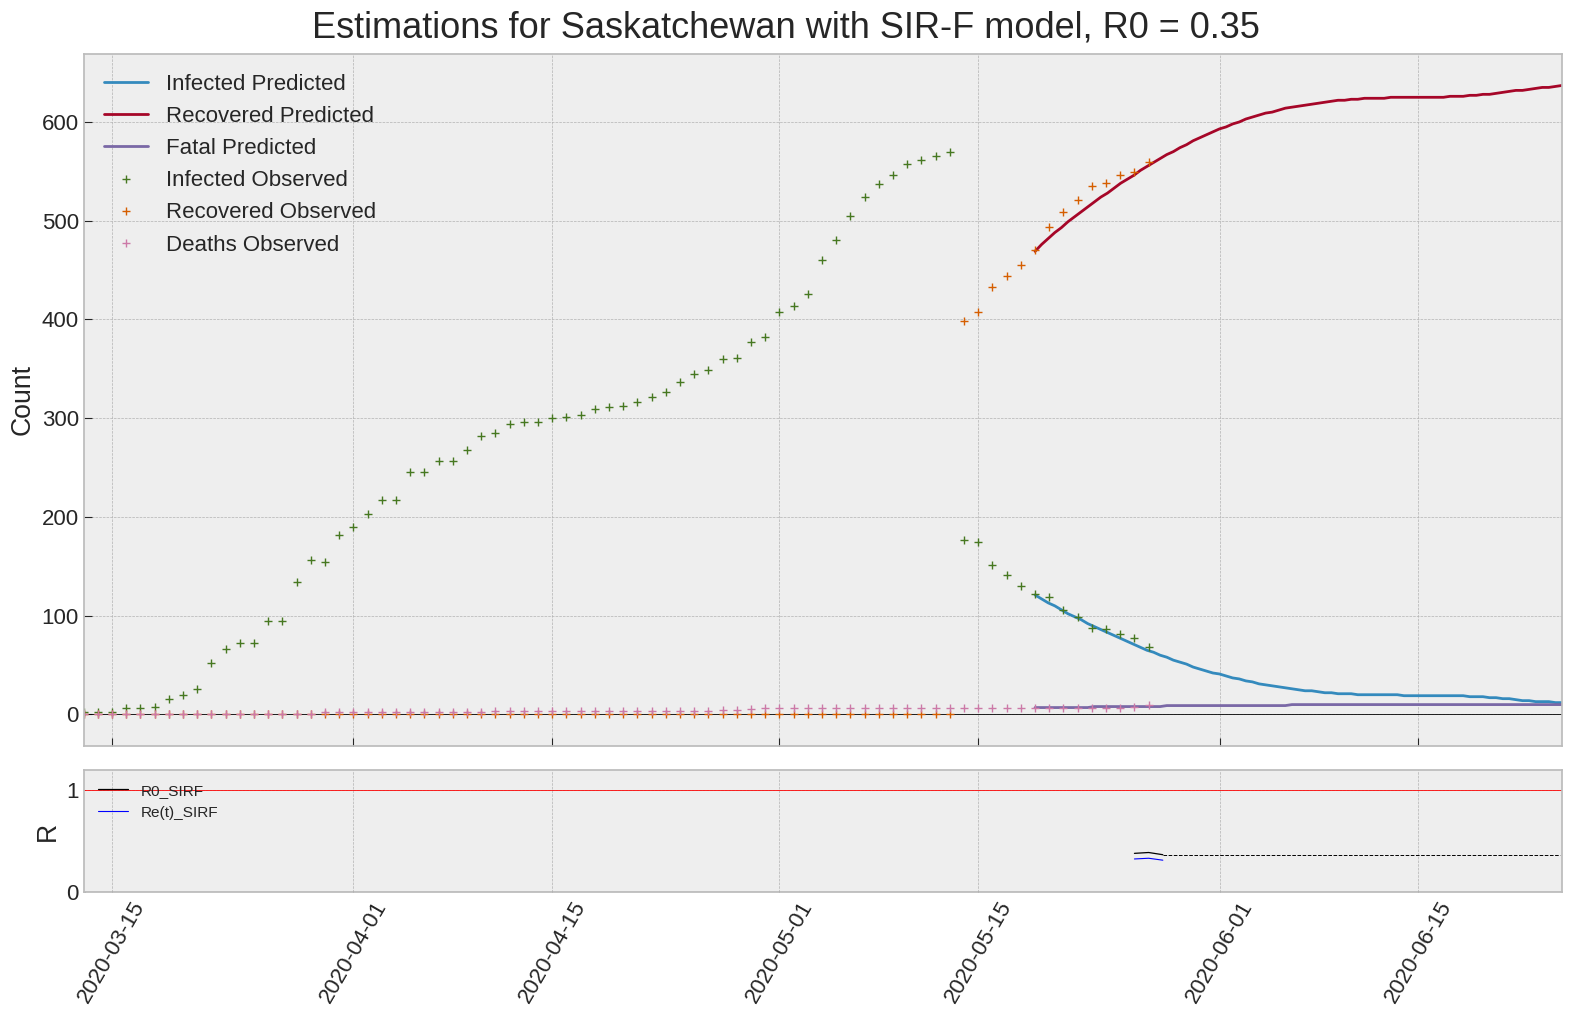 Estimations for Saskatchewan with SIR-F model, R0 = 0.35
Infected Predicted
Recovered Predicted
Fatal Predicted
Infected Observed
Recovered Observed
Deaths Observed
Count
600
500
400
300
200
100
0
R0_SIRF
Re(t)_SIRF
R
1
0
2020-03-15
2020-04-01
2020-04-15
2020-05-01
2020-05-15
2020-06-01
2020-06-15